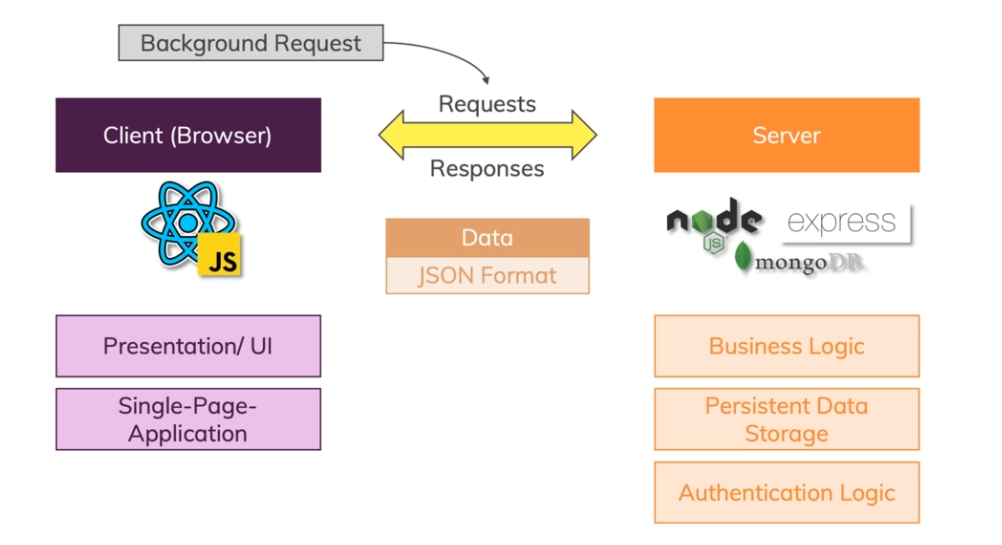 Background Request
Requests
Client (Browser)
Server
Responses
JS
node
JS
express
mongoDB
Data
JSON Format
Presentation/ UI
Single-Page-
Application
Business Logic
Persistent Data
Storage
Authentication Logic